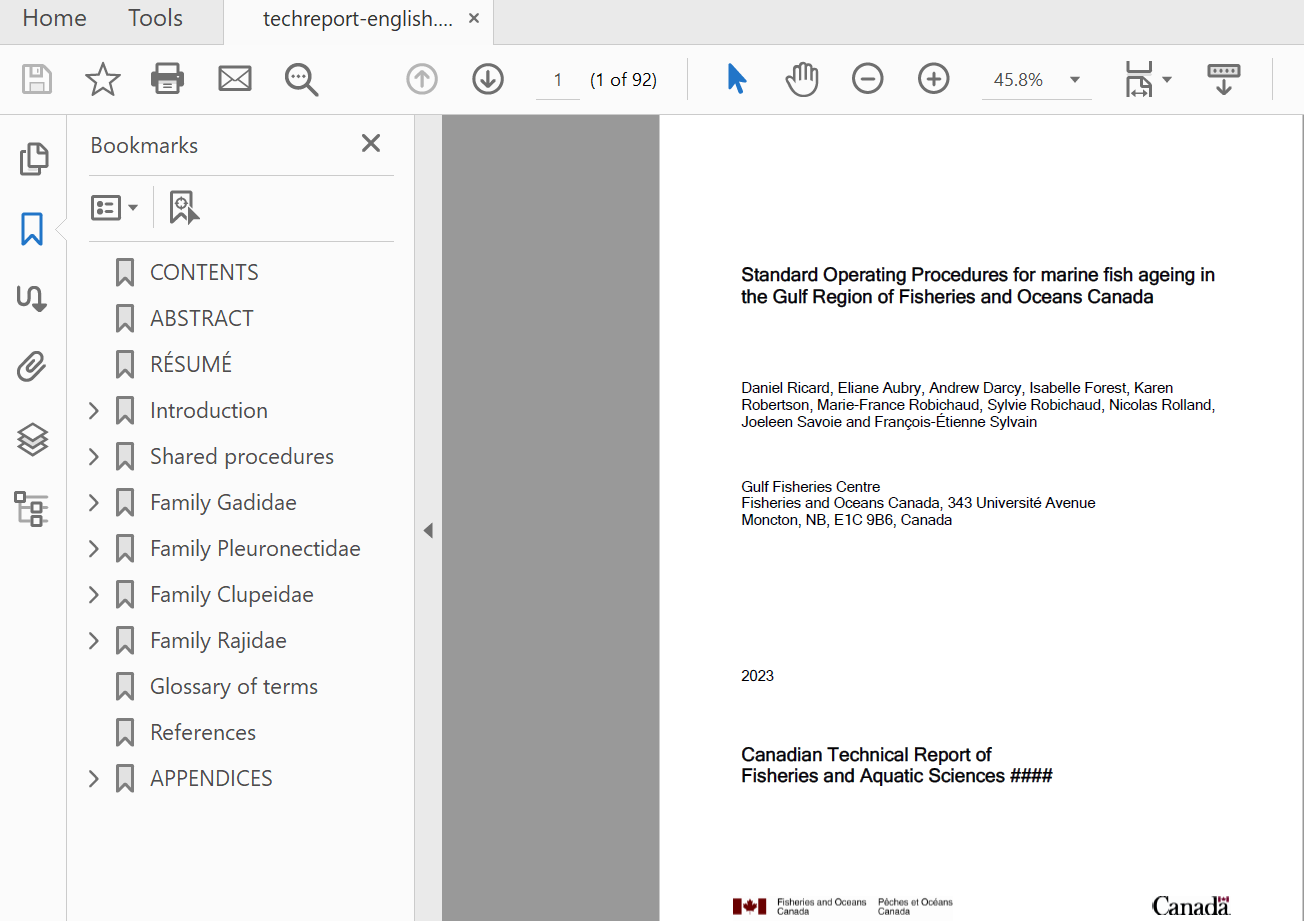 Home
Tools
techreport-english....
1
(1 of 92)
45.8%
Bookmarks
CONTENTS
ABSTRACT
RÉSUMÉ
Introduction
Shared procedures
Family Gadidae
Family Pleuronectidae
Family Clupeidae
Family Rajidae
Glossary of terms
References
APPENDICES
Standard Operating Procedures for marine fish ageing in
the Gulf Region of Fisheries and Oceans Canada
Daniel Ricard, Eliane Aubry, Andrew Darcy, Isabelle Forest, Karen
Robertson, Marie-France Robichaud, Sylvie Robichaud, Nicolas Rolland,
Joeleen Savoie and François-Étienne Sylvain
Gulf Fisheries Centre
Fisheries and Oceans Canada, 343 Université Avenue
Moncton, NB, E1C 9B6, Canada
2023
Canadian Technical Report of
Fisheries and Aquatic Sciences ####
Fisheries and Oceans
Canada
Pêches et Océans
Canada
Canada